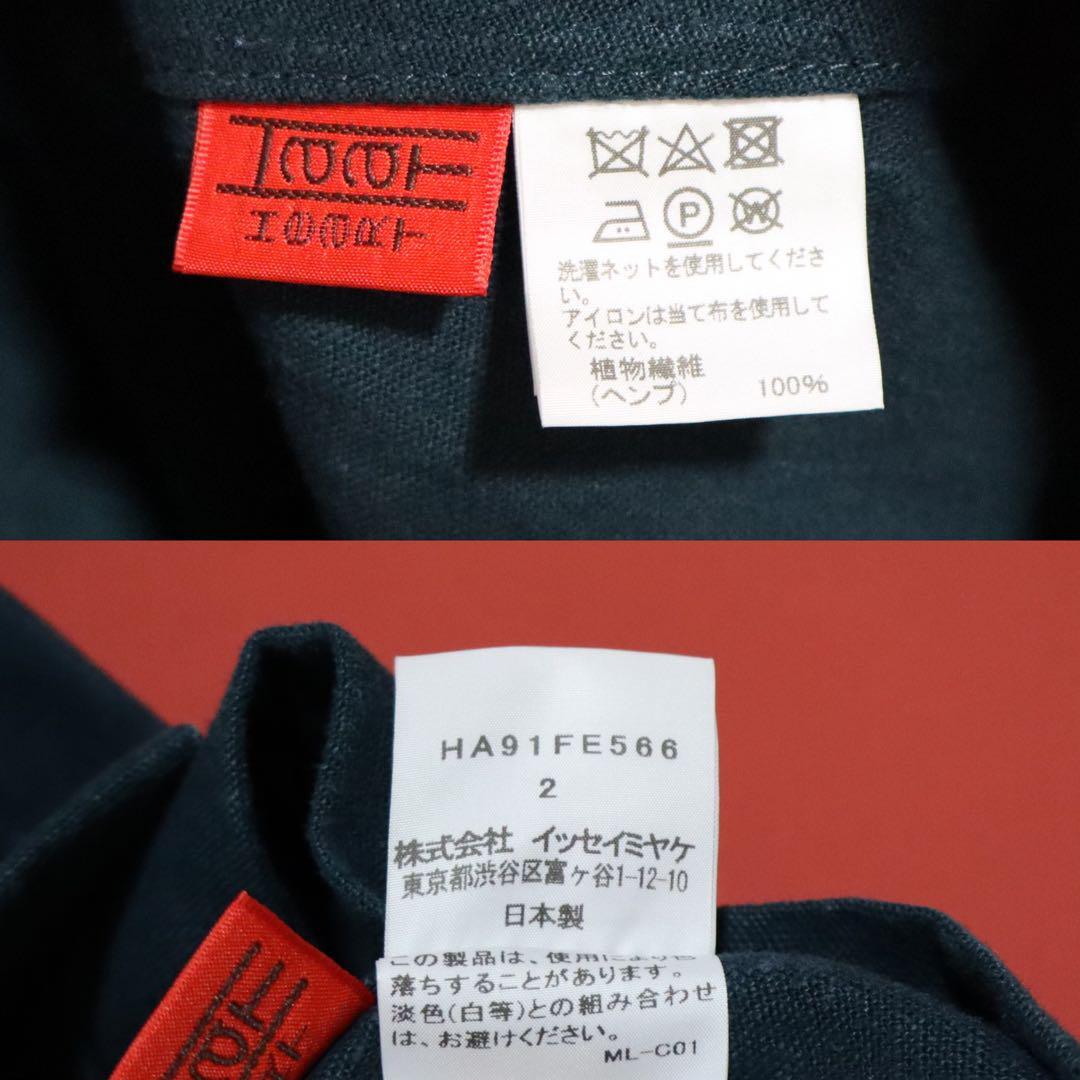 HaaT
HEART
P
W
洗濯ネットを使用してくださ
い。
アイロンは当て布を使用して
ください。
植物繊維
(ヘンプ) 100%
HA91FE566
2
株式会社 イッセイミヤケ
東京都渋谷区富ヶ谷1-12-10
日本製
この製品は、使用により色
落ちすることがあります。
淡色(白等)との組み合わせ
は、お避けください。
ML-C01